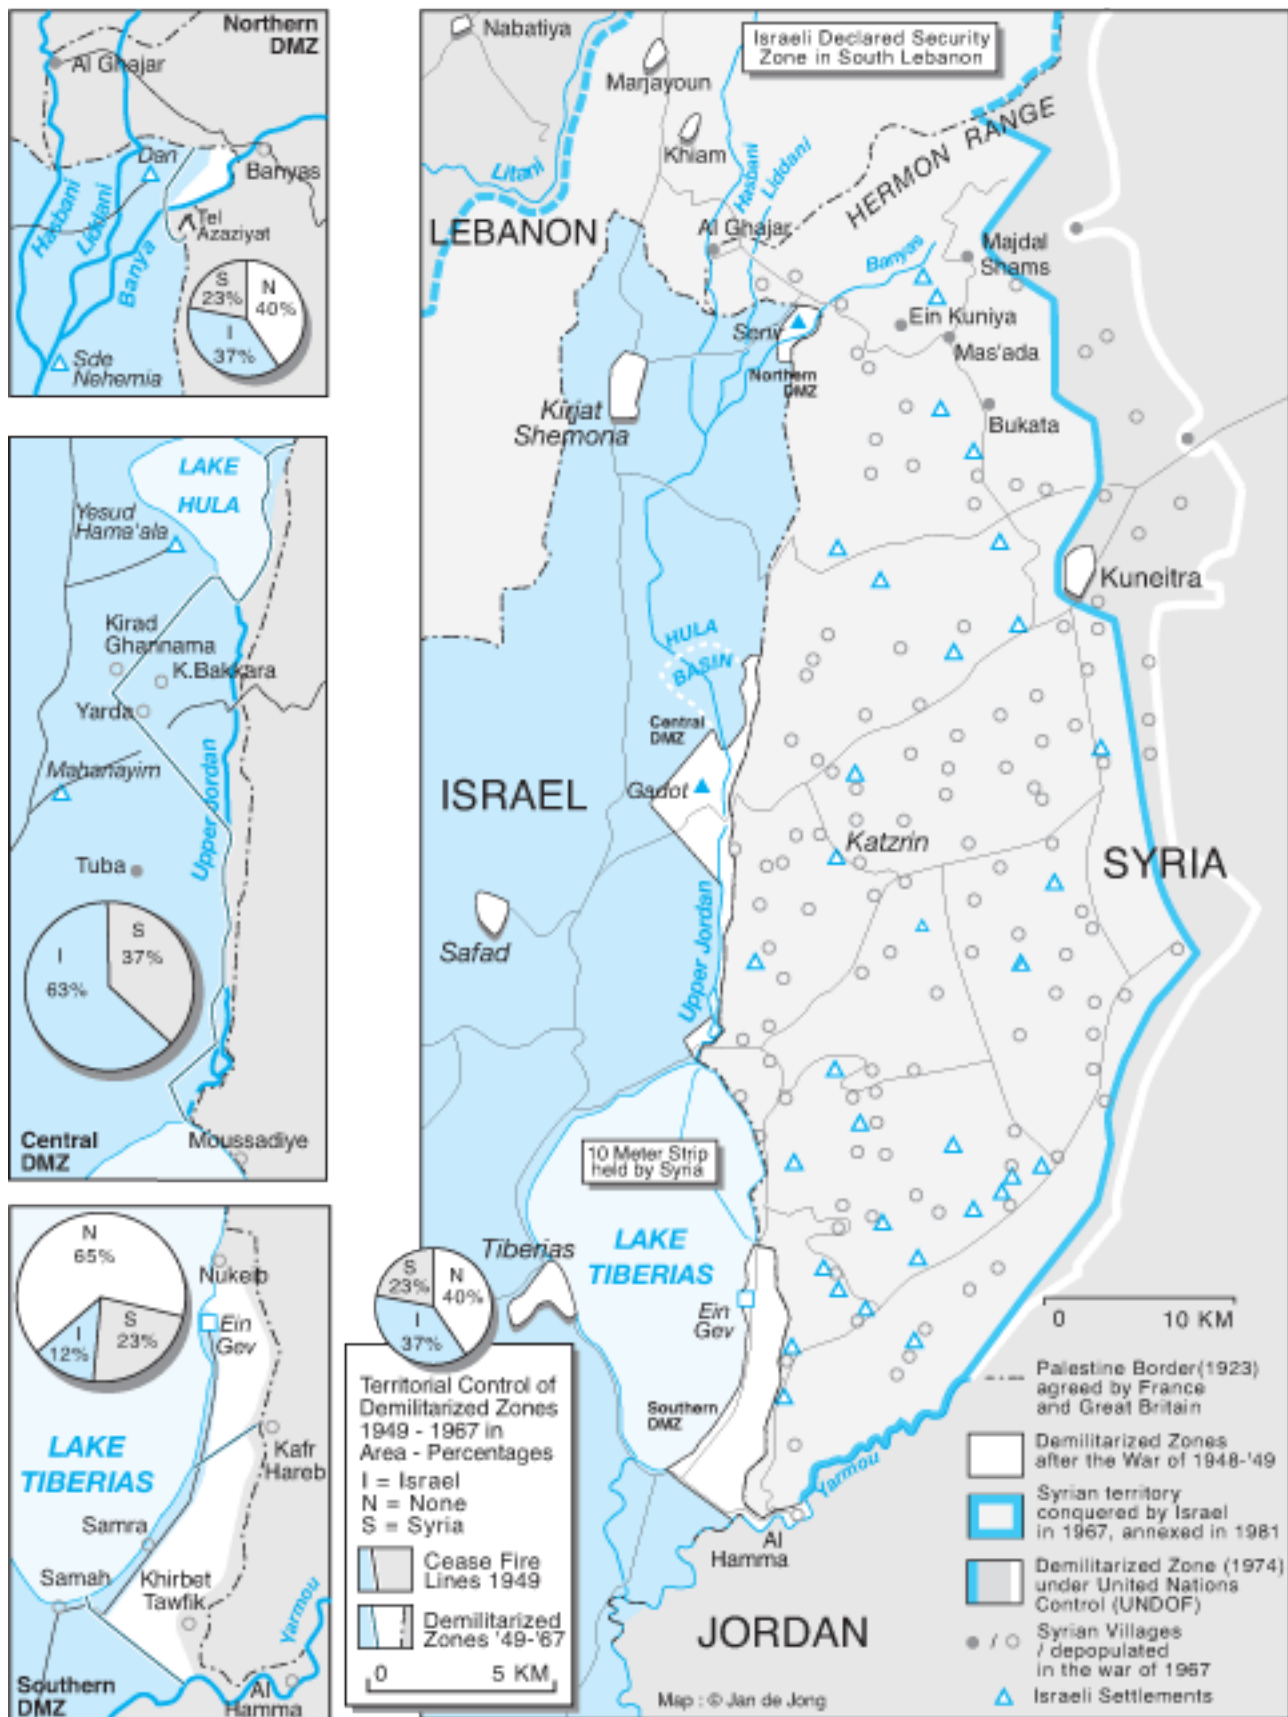 Northern
DMZ
Al Ghajar
Dan
Banyas
Hasbani
Liddani
Banya
Tel
Azaziyat
S
23%
N
40%
I
37%
Sde
Nehemia
LAKE
HULA
Yesud
Hama'ala
Kirad
Ghannama
K.Bakkara
Yarda
Mahanayim
Upper Jordan
Tuba
I
63%
S
37%
Central
DMZ
Moussadiye
N
65%
I
12%
S
23%
Nukeib
Ein
Gev
LAKE
TIBERIAS
Kafr
Hareb
Samra
Samah
Khirbet
Tawfik
Yarmou
Southern
DMZ
Al
Hamma
Nabatiya
Marjayoun
Khiam
Israeli Declared Security
Zone in South Lebanon
HERMON RANGE
Litani
Hasbani
Liddani
LEBANON
Al Ghajar
Banyas
Majdal
Shams
Senir
Ein Kuniya
Mas'ada
Northern
DMZ
Kirjat
Shemona
Bukata
Kuneitra
HULA
BASIN
Central
DMZ
Gadot
ISRAEL
Katzrin
SYRIA
Safad
Upper Jordan
10 Meter Strip
held by Syria
Tiberias
LAKE
TIBERIAS
Ein
Gev
Southern
DMZ
Yarmou
Al
Hamma
JORDAN
S
23%
N
40%
I
37%
Territorial Control of
Demilitarized Zones
1949 - 1967 in
Area - Percentages
I = Israel
N = None
S = Syria
Cease Fire
Lines 1949
Demilitarized
Zones '49-'67
0 5 KM
0 10 KM
Palestine Border(1923)
agreed by France
and Great Britain
Demilitarized Zones
after the War of 1948-'49
Syrian territory
conquered by Israel
in 1967, annexed in 1981
Demilitarized Zone (1974)
under United Nations
Control (UNDOF)
/ Syrian Villages
/ depopulated
in the war of 1967
Israeli Settlements
Map : © Jan de Jong